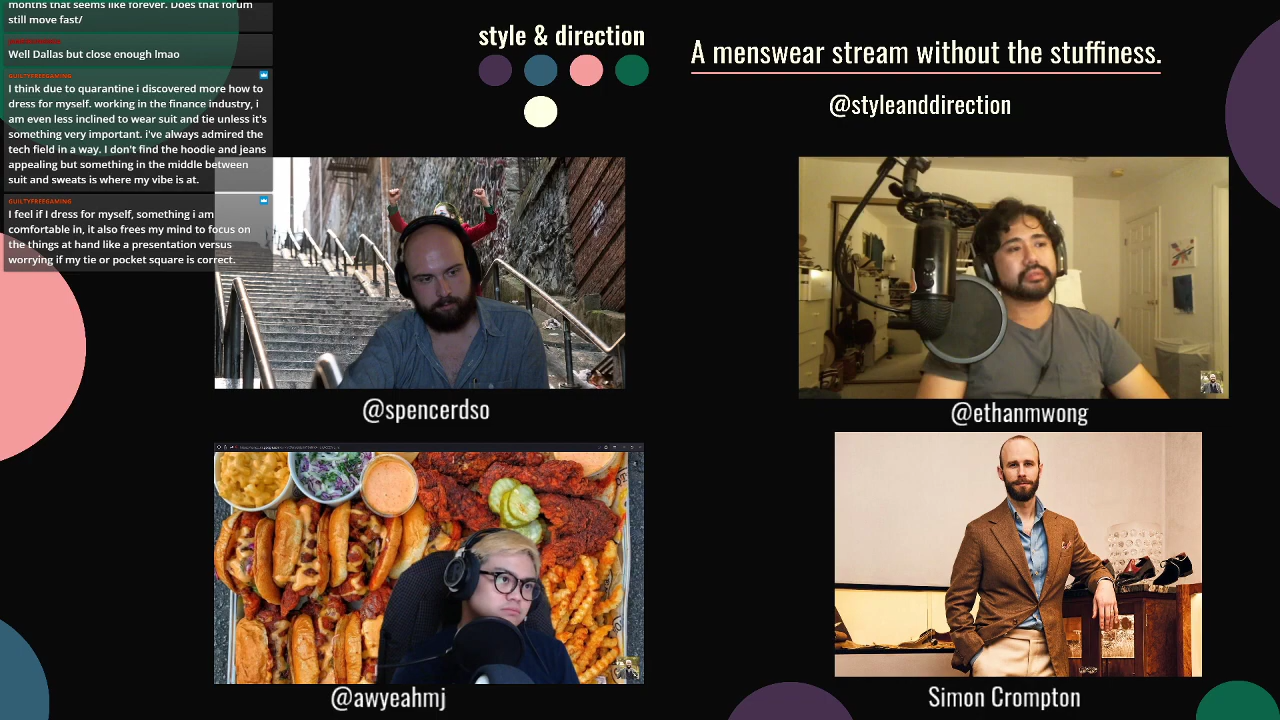 months that seems like forever. Does that forum
still move fast/
Well Dallas but close enough lmao
GUILTYFREEGAMING
I think due to quarantine i discovered more how to
dress for myself. working in the finance industry, i
am even less inclined to wear suit and tie unless it's
something very important. i've always admired the
tech field in a way. I don't find the hoodie and jeans
appealing but something in the middle between
suit and sweats is where my vibe is at.
GUILTYFREEGAMING
I feel if I dress for myself, something i am
comfortable in, it also frees my mind to focus on
the things at hand like a presentation versus
worrying if my tie or pocket square is correct.
style & direction
A menswear stream without the stuffiness.
@styleanddirection
@spencerdso
@ethanmwong
@awyeahmj
Simon Crompton